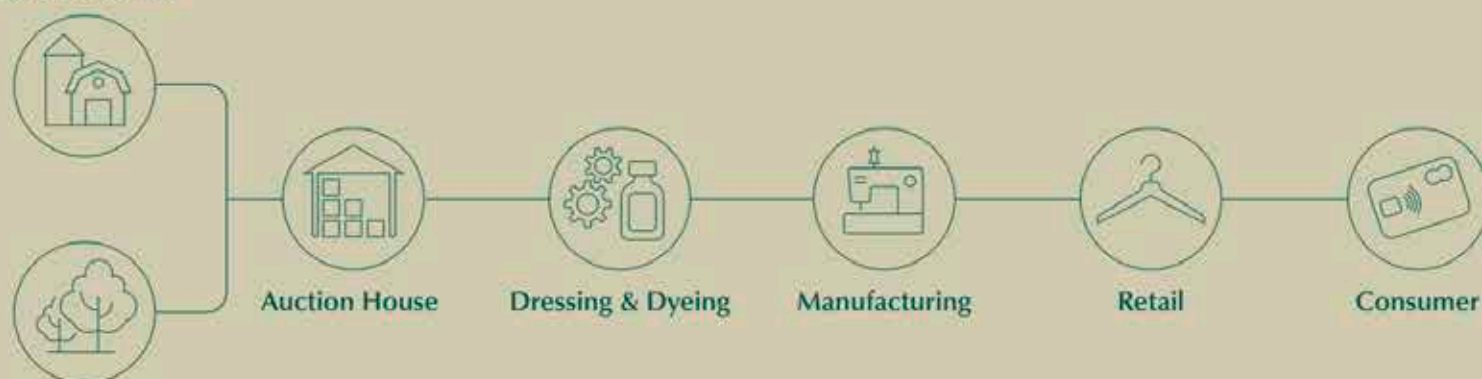 Auction House
Dressing & Dyeing
Manufacturing
Retail
Consumer